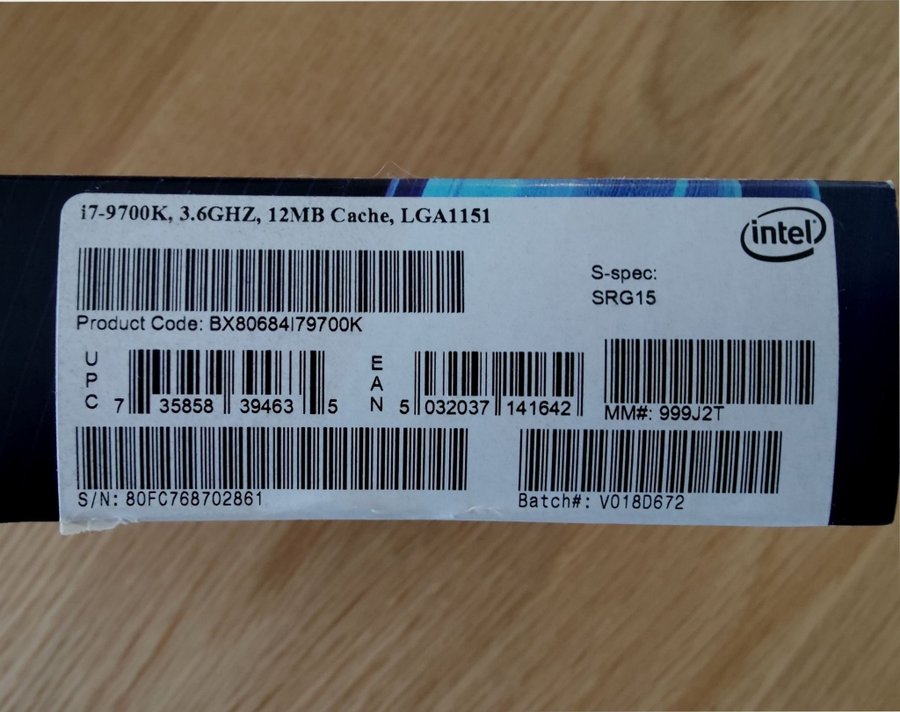 i7-9700K, 3.6GHZ, 12MB Cache, LGA1151
intel
S-spec:
SRG15
Product Code: BX80684I79700K
UPC 7 35858 39463 5
EAN 5 032037 141642
MM#: 999J2T
S/N: 80FC768702861
Batch#: V018D672